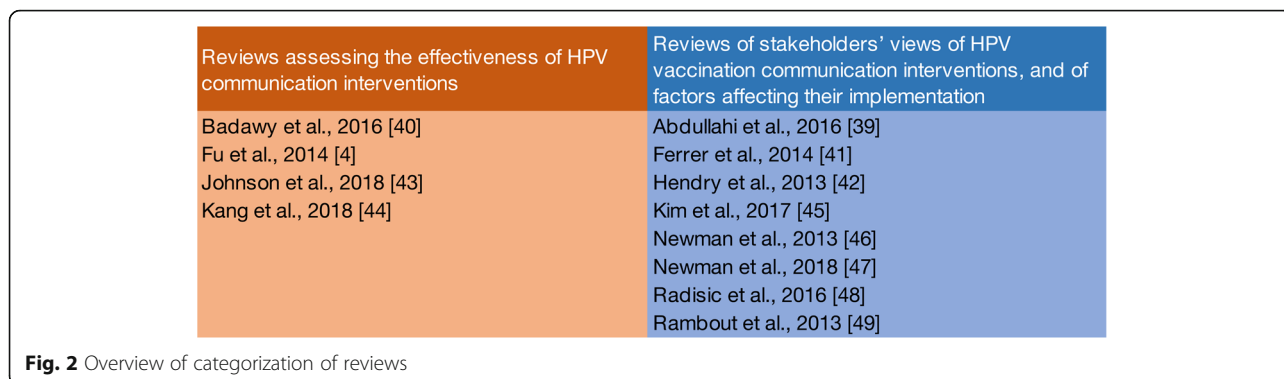 Reviews assessing the effectiveness of HPV
communication interventions
Badawy et al., 2016 [40]
Fu et al., 2014 [4]
Johnson et al., 2018 [43]
Kang et al., 2018 [44]
Reviews of stakeholders' views of HPV
vaccination communication interventions, and of
factors affecting their implementation
Abdullahi et al., 2016 [39]
Ferrer et al., 2014 [41]
Hendry et al., 2013 [42]
Kim et al., 2017 [45]
Newman et al., 2013 [46]
Newman et al., 2018 [47]
Radisic et al., 2016 [48]
Rambout et al., 2013 [49]
Fig. 2 Overview of categorization of reviews